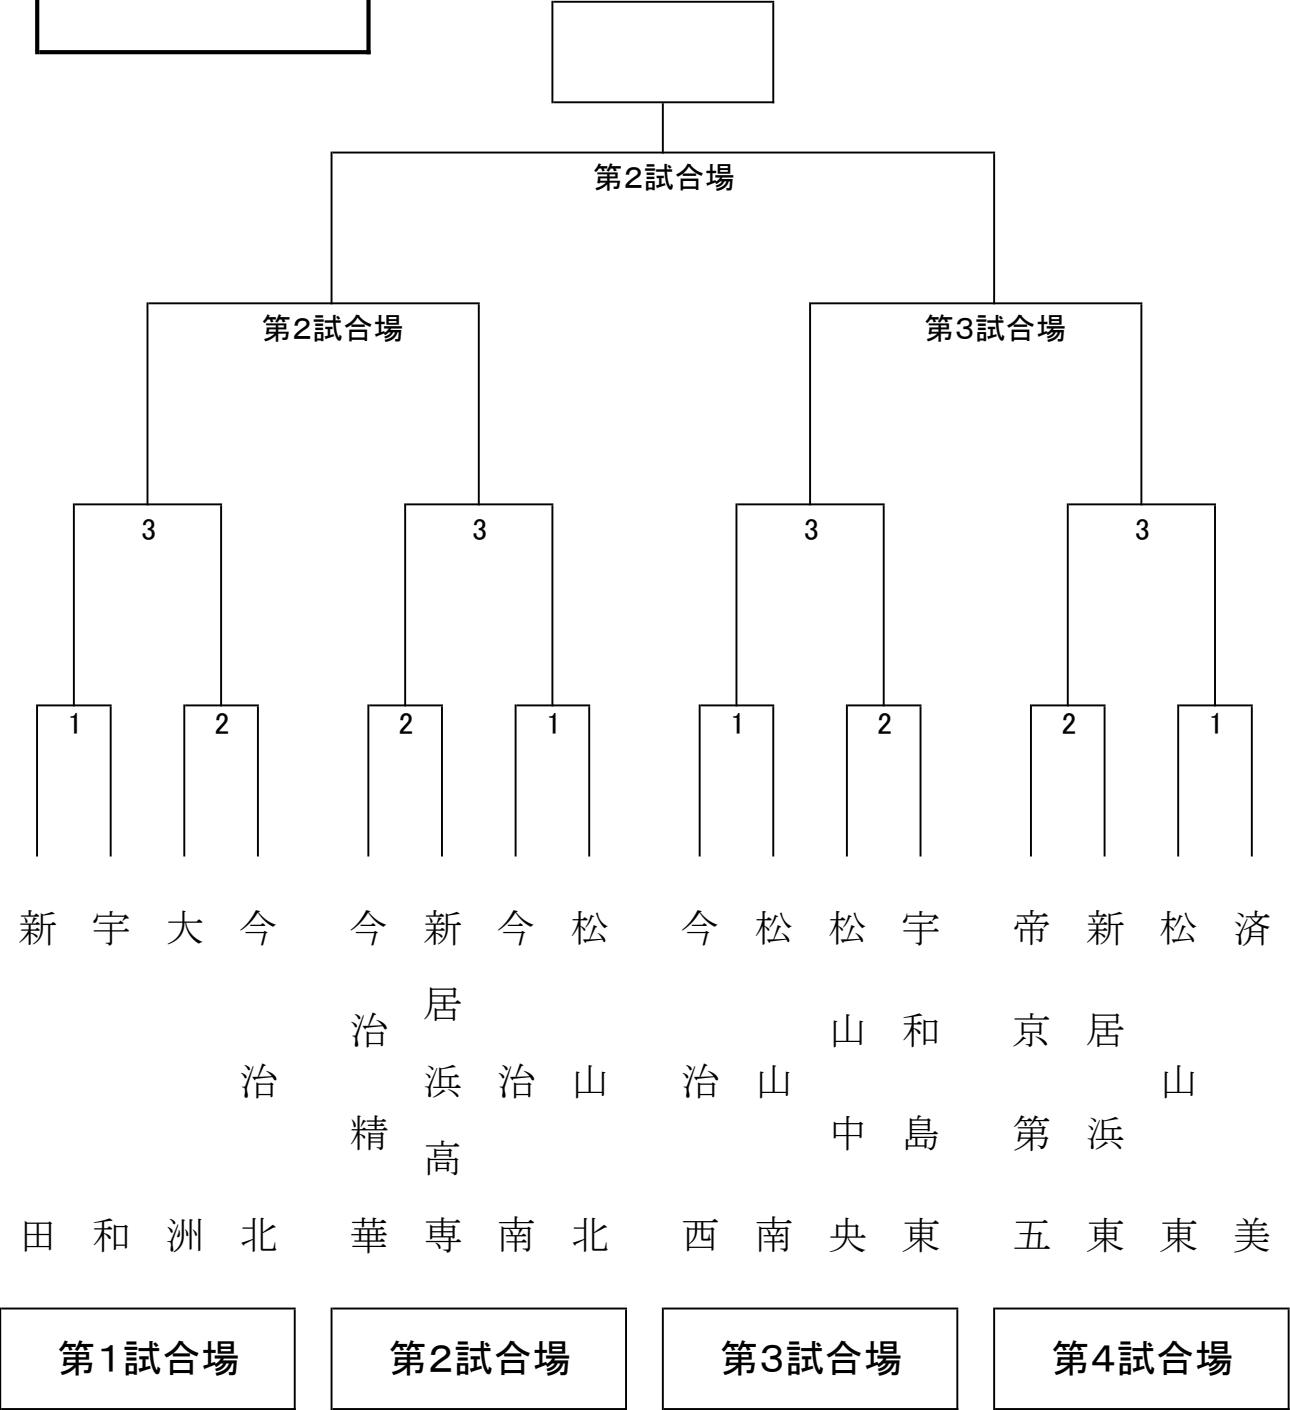 第2試合場
第2試合場
第3試合場
3
3
3
3
1
2
2
1
1
2
2
1
新田
宇和
大洲
今治北
今治精華
新居浜高専
今治南
松山北
今治西
松山南
松山中央
宇和島東
帝京第五
新居浜東
松山東
済美
第1試合場
第2試合場
第3試合場
第4試合場